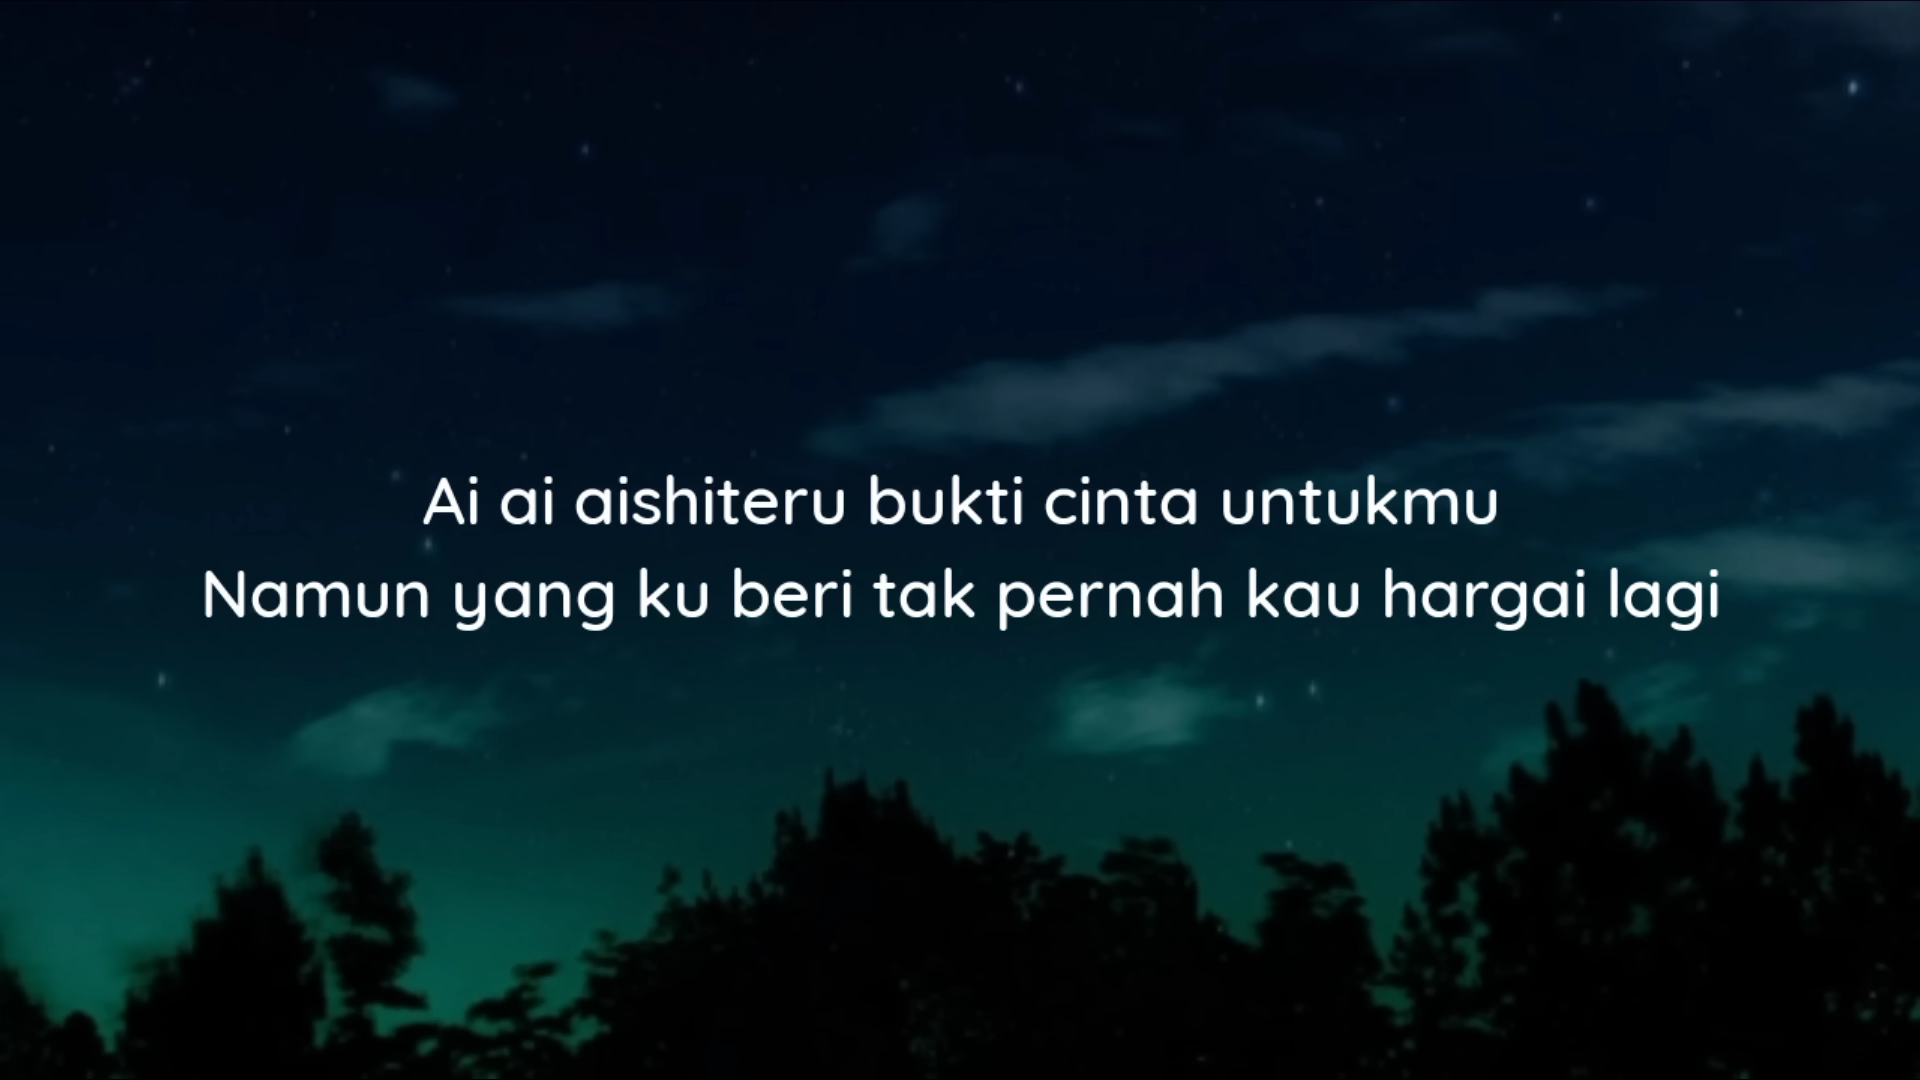 Ai ai aishiteru bukti cinta untukmu
Namun yang ku beri tak pernah kau hargai lagi